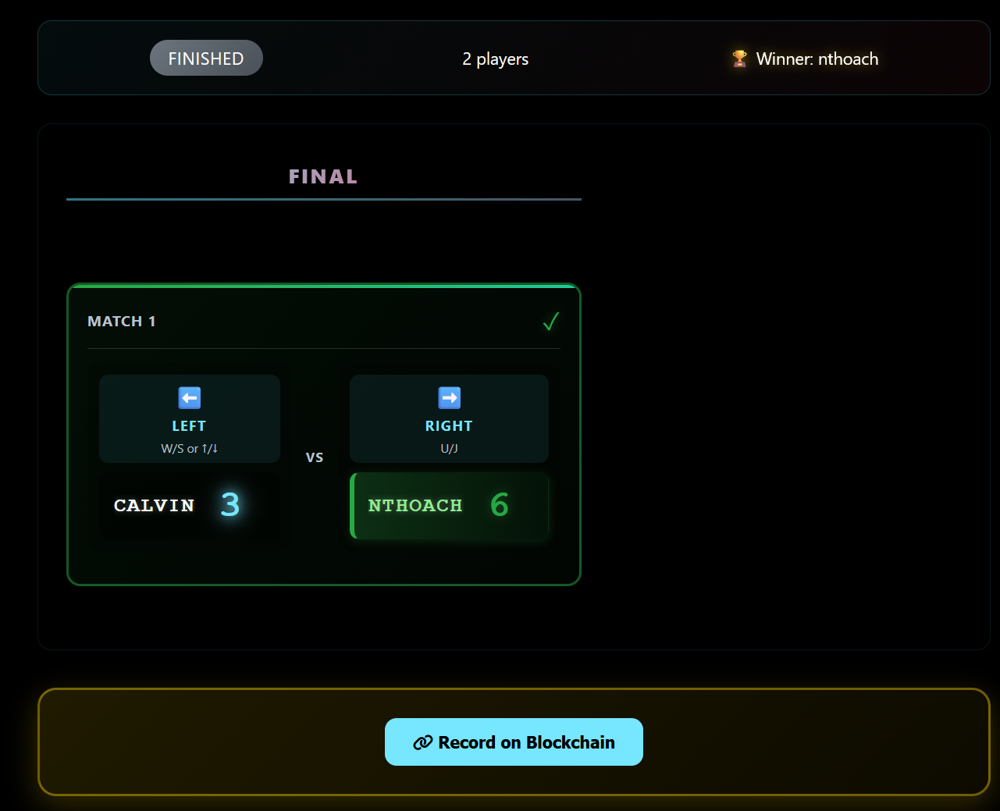 FINISHED
2 players
🏆 Winner: nthoach
FINAL
MATCH 1 ✓
⬅️
LEFT
W/S or ↑/↓
CALVIN 3
VS
➡️
RIGHT
U/J
NTHOACH 6
🔗 Record on Blockchain